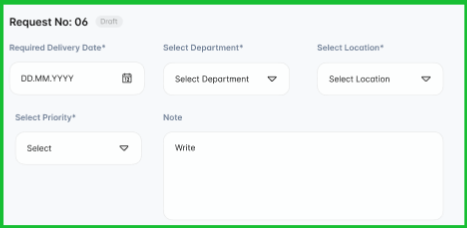 Request No: 06 Draft
Required Delivery Date* Select Department* Select Location*
DD.MM.YYYY Select Department Select Location
Select Priority* Note
Select Write